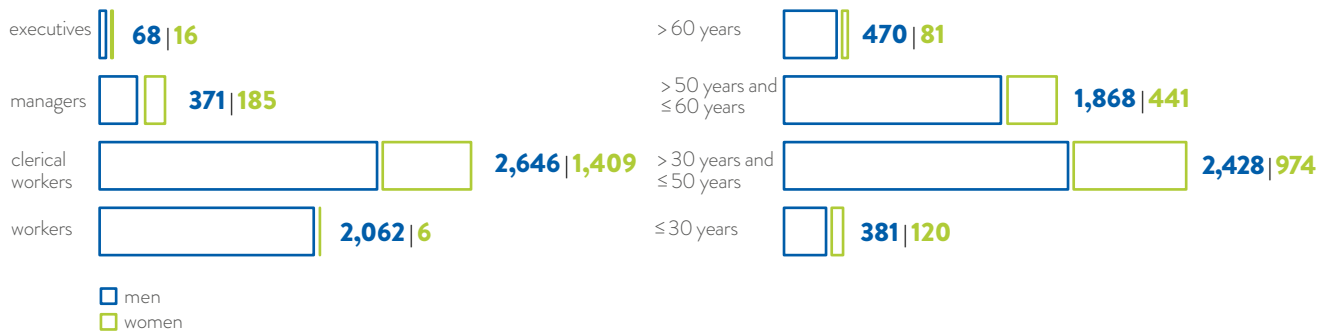 executives 68|16
managers 371|185
clerical
workers 2,646|1,409
workers 2,062|6
men
women
> 60 years 470|81
> 50 years and
≤ 60 years 1,868|441
> 30 years and
≤ 50 years 2,428|974
≤ 30 years 381|120